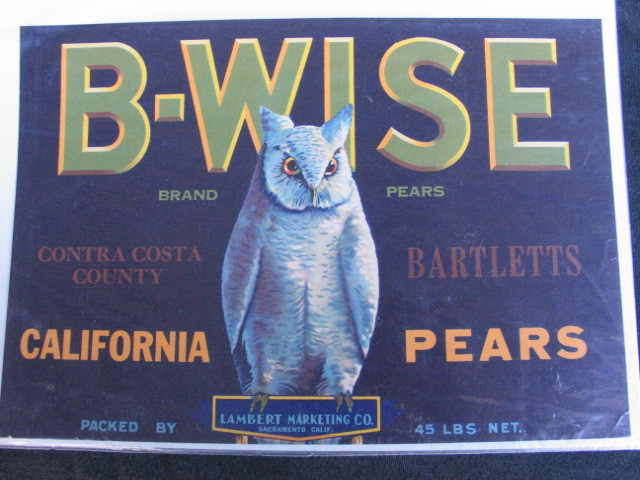 B-WISE
BRAND PEARS
CONTRA COSTA
COUNTY
BARTLETTS
CALIFORNIA PEARS
PACKED BY
LAMBERT MARKETING CO.
SACRAMENTO CALIF.
45 LBS NET.